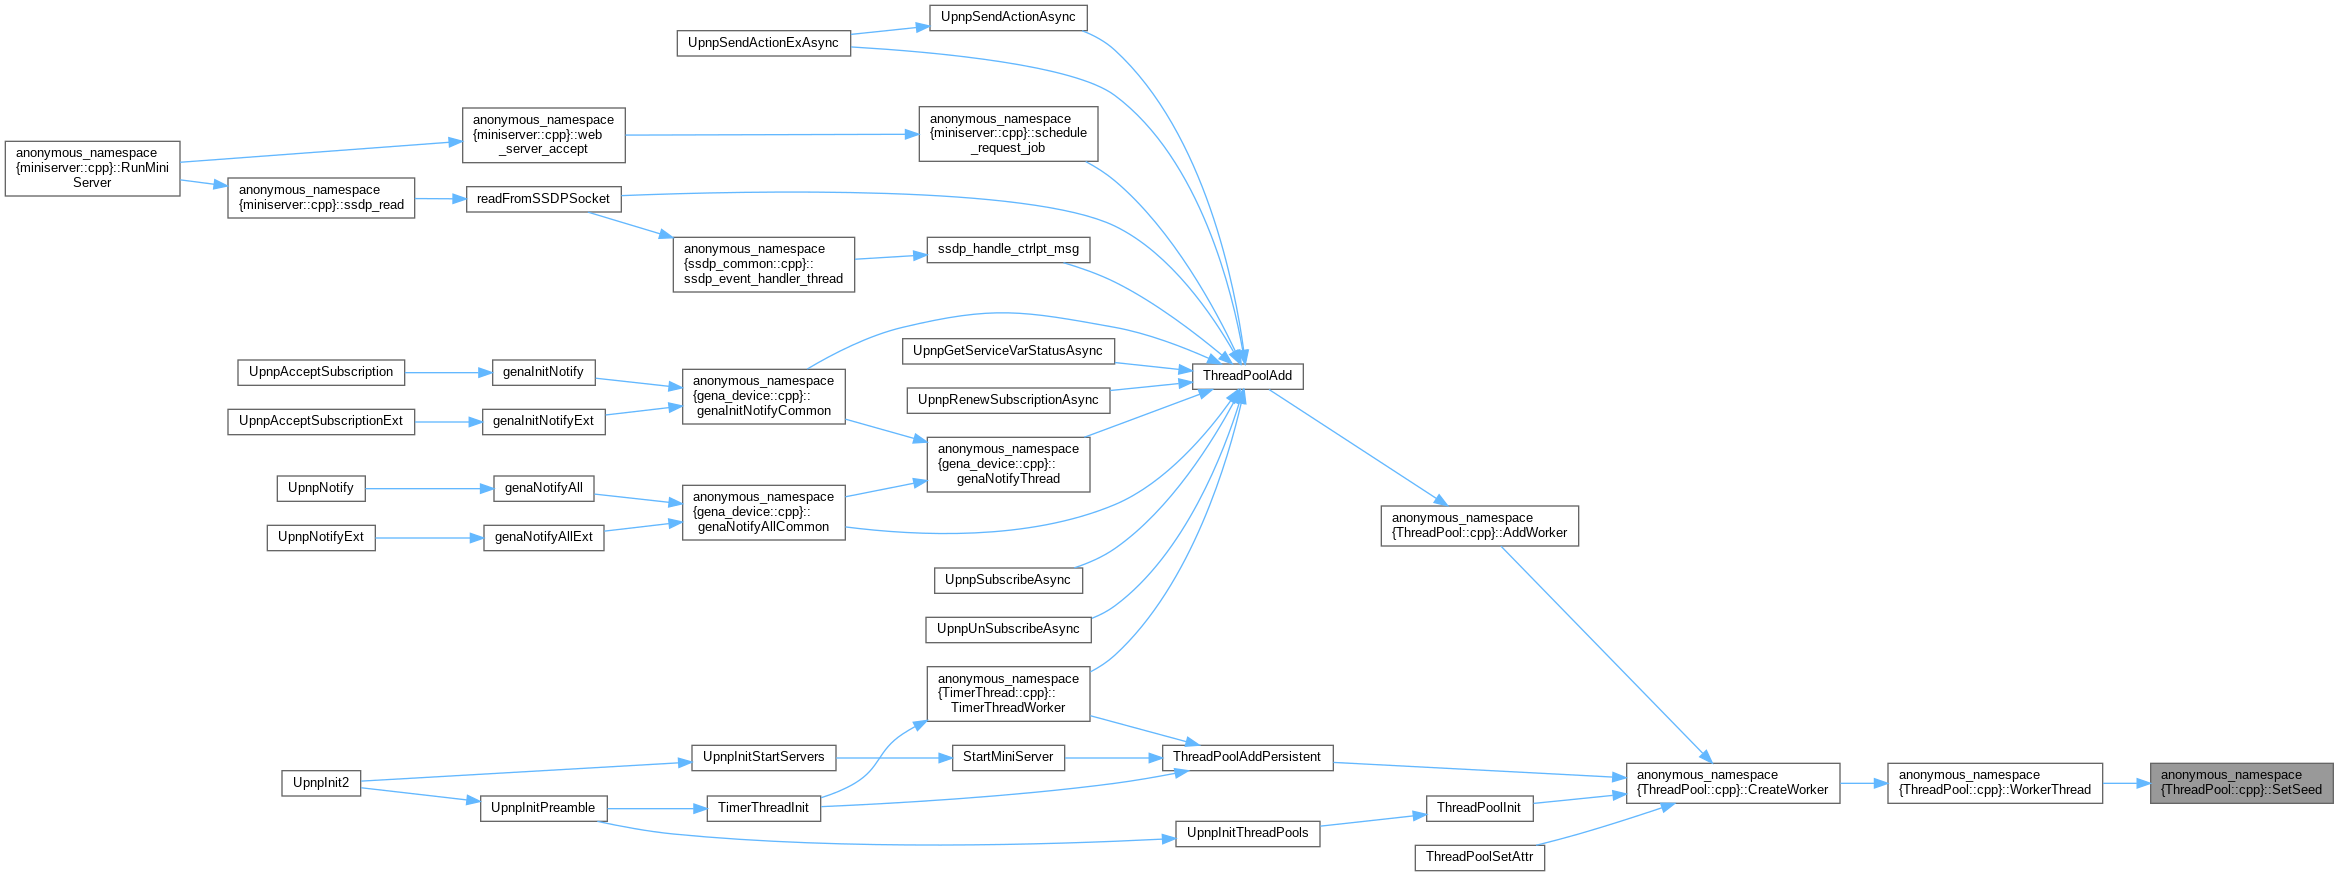 UpnpSendActionAsync
UpnpSendActionExAsync
anonymous_namespace
{miniserver::cpp}::schedule
_request_job
anonymous_namespace
{miniserver::cpp}::web
_server_accept
anonymous_namespace
{miniserver::cpp}::RunMini
Server
anonymous_namespace
{miniserver::cpp}::ssdp_read
readFromSSDPSocket
anonymous_namespace
{ssdp_common::cpp}::
ssdp_event_handler_thread
ssdp_handle_ctrlpt_msg
UpnpGetServiceVarStatusAsync
UpnpAcceptSubscription
genaInitNotify
anonymous_namespace
{gena_device::cpp}::
genaInitNotifyCommon
ThreadPoolAdd
UpnpRenewSubscriptionAsync
UpnpAcceptSubscriptionExt
genaInitNotifyExt
anonymous_namespace
{gena_device::cpp}::
genaNotifyThread
UpnpNotify
genaNotifyAll
anonymous_namespace
{gena_device::cpp}::
genaNotifyAllCommon
anonymous_namespace
{ThreadPool::cpp}::AddWorker
UpnpNotifyExt
genaNotifyAllExt
UpnpSubscribeAsync
UpnpUnSubscribeAsync
anonymous_namespace
{TimerThread::cpp}::
TimerThreadWorker
UpnpInitStartServers
StartMiniServer
ThreadPoolAddPersistent
UpnpInit2
anonymous_namespace
{ThreadPool::cpp}::CreateWorker
anonymous_namespace
{ThreadPool::cpp}::WorkerThread
anonymous_namespace
{ThreadPool::cpp}::SetSeed
UpnpInitPreamble
TimerThreadInit
ThreadPoolInit
UpnpInitThreadPools
ThreadPoolSetAttr